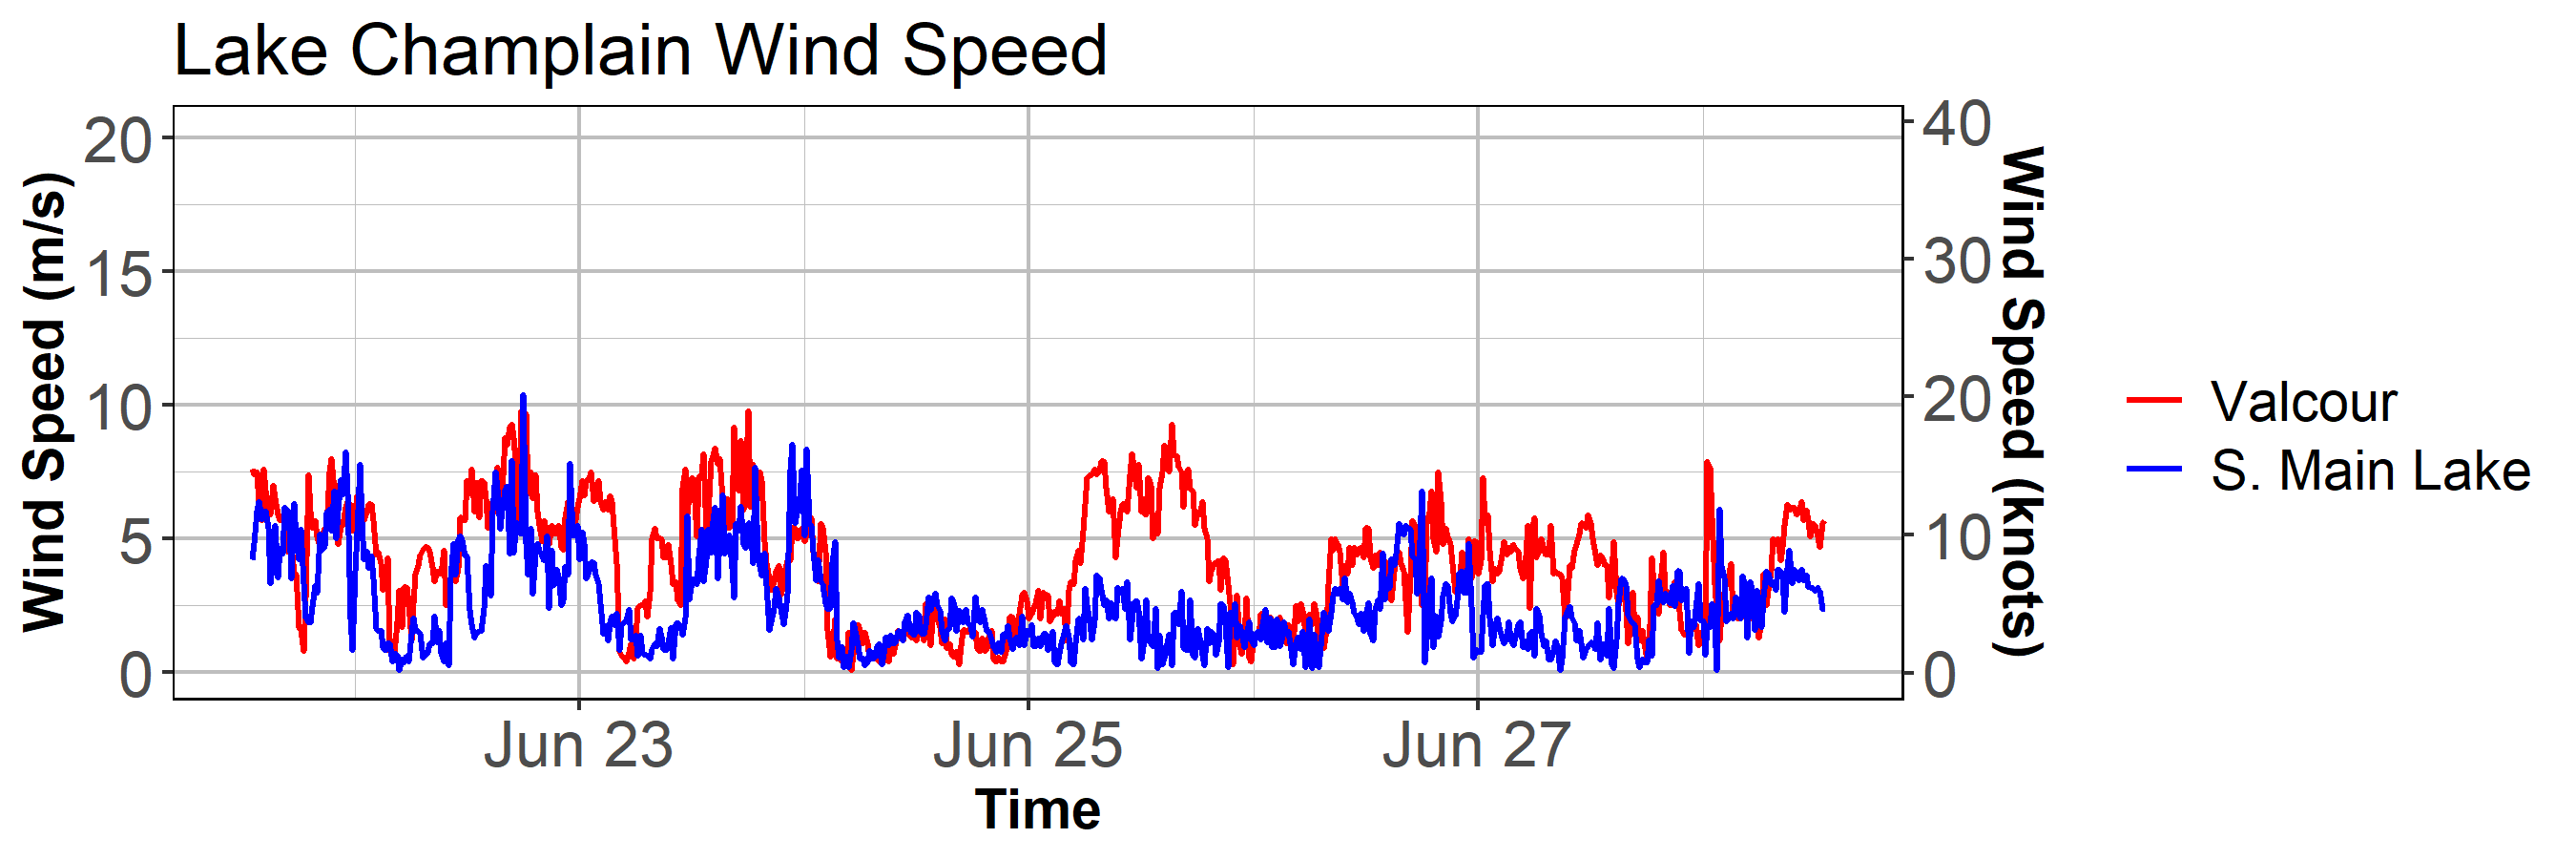 Lake Champlain Wind Speed
Wind Speed (m/s)
20
15
10
5
0
40
30
20
10
0
Wind Speed (knots)
Jun 23
Jun 25
Jun 27
Time
Valcour
S. Main Lake